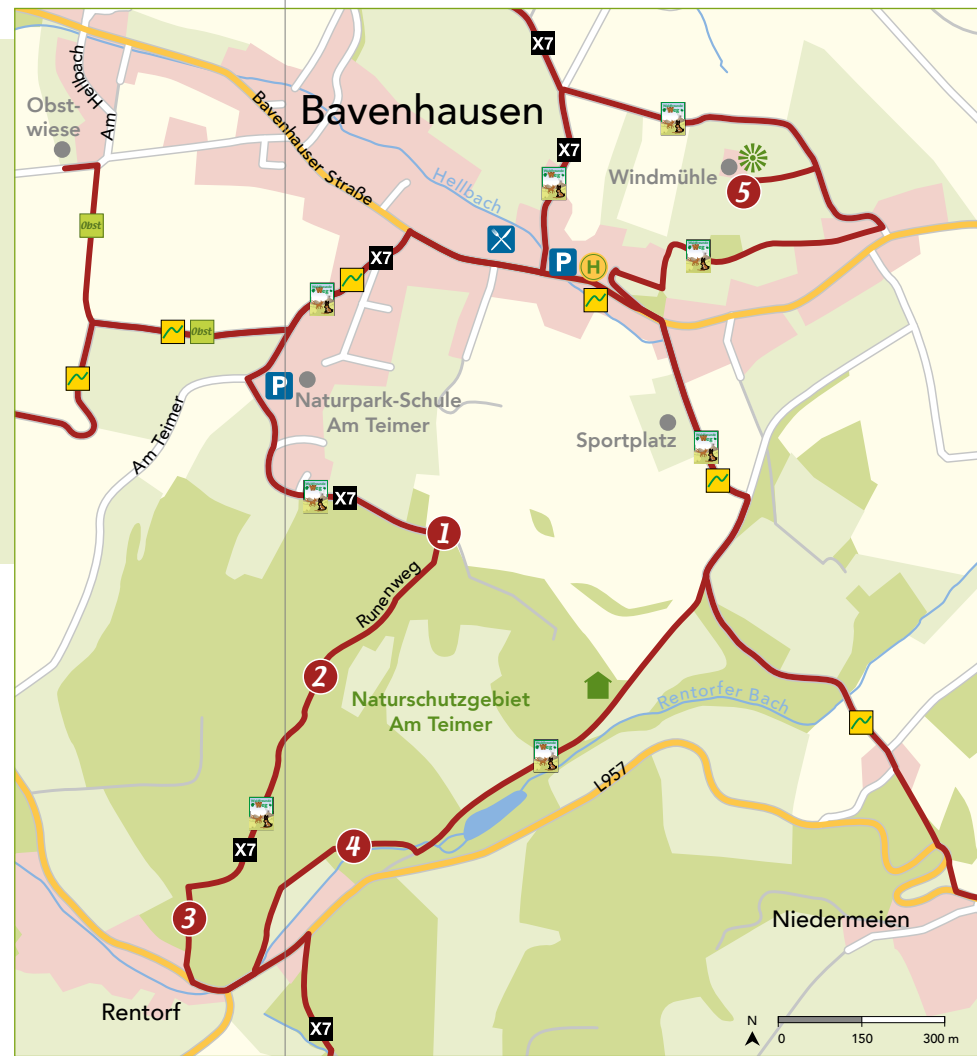 X7
Obst-
wiese
Am Hellbach
Bavenhausen
Bavenhauser Straße
X7
Hellbach
Windmühle
5
Obst
X7
P
H
Obst
P
Naturpark-Schule
Am Teimer
Am Teimer
Sportplatz
X7
1
Runenweg
2
Naturschutzgebiet
Am Teimer
Rentorfer Bach
L957
X7
4
3
Niedermeien
Rentorf
X7
N
0 150 300 m